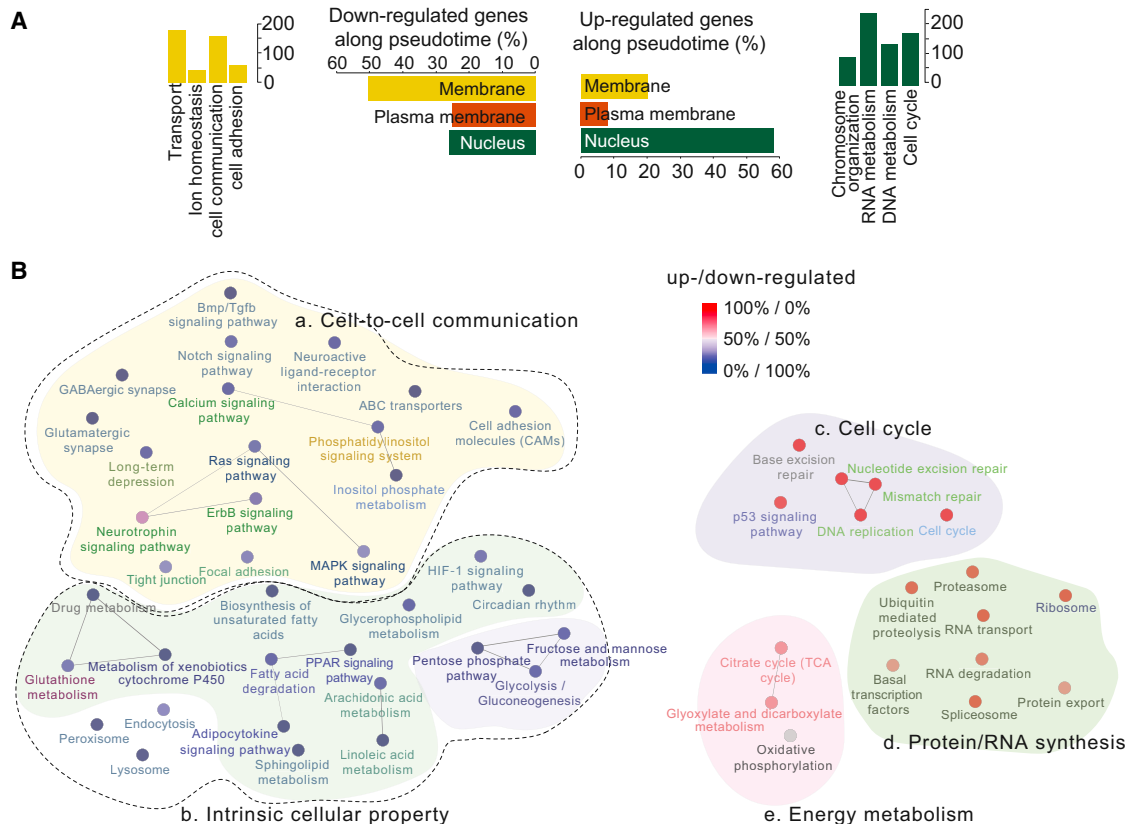 A
Down-regulated genes
along pseudotime (%)
Up-regulated genes
along pseudotime (%)
200
100
0
Transport
Ion homeostasis
cell communication
cell adhesion
60 50 40 30 20 10 0
Membrane
Plasma membrane
Nucleus
Membrane
Plasma membrane
Nucleus
0 10 20 30 40 50 60
200
100
0
Chromosome
organization
RNA metabolism
DNA metabolism
Cell cycle
B
up-/down-regulated
100% / 0%
50% / 50%
0% / 100%
a. Cell-to-cell communication
Bmp/Tgfb
signaling pathway
Notch signaling
pathway
Neuroactive
ligand-receptor
interaction
GABAergic synapse
Calcium signaling
pathway
ABC transporters
Glutamatergic
synapse
Phosphatidylinositol
signaling system
Cell adhesion
molecules (CAMs)
Long-term
depression
Ras signaling
pathway
Inositol phosphate
metabolism
ErbB signaling
pathway
Neurotrophin
signaling pathway
Tight junction
Focal adhesion
MAPK signaling
pathway
HIF-1 signaling
pathway
Drug metabolism
Biosynthesis of
unsaturated fatty
acids
Circadian rhythm
Glycerophospholipid
metabolism
Glutathione
metabolism
Metabolism of xenobiotics
cytochrome P450
Fatty acid
degradation
PPAR signaling
pathway
Pentose phosphate
pathway
Fructose and mannose
metabolism
Glycolysis /
Gluconeogenesis
Arachidonic acid
metabolism
Endocytosis
Peroxisome
Lysosome
Adipocytokine
signaling pathway
Sphingolipid
metabolism
Linoleic acid
metabolism
b. Intrinsic cellular property
c. Cell cycle
Base excision
repair
Nucleotide excision repair
Mismatch repair
p53 signaling
pathway
DNA replication
Cell cycle
Proteasome
Ubiquitin
mediated
proteolysis
Ribosome
RNA transport
RNA degradation
Basal
transcription
factors
Protein export
Spliceosome
d. Protein/RNA synthesis
Citrate cycle (TCA
cycle)
Glyoxylate and dicarboxylate
metabolism
Oxidative
phosphorylation
e. Energy metabolism